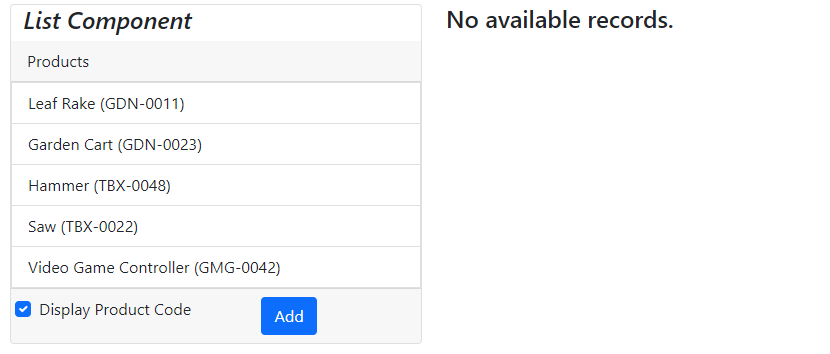 List Component
Products
Leaf Rake (GDN-0011)
Garden Cart (GDN-0023)
Hammer (TBX-0048)
Saw (TBX-0022)
Video Game Controller (GMG-0042)
Display Product Code
Add
No available records.